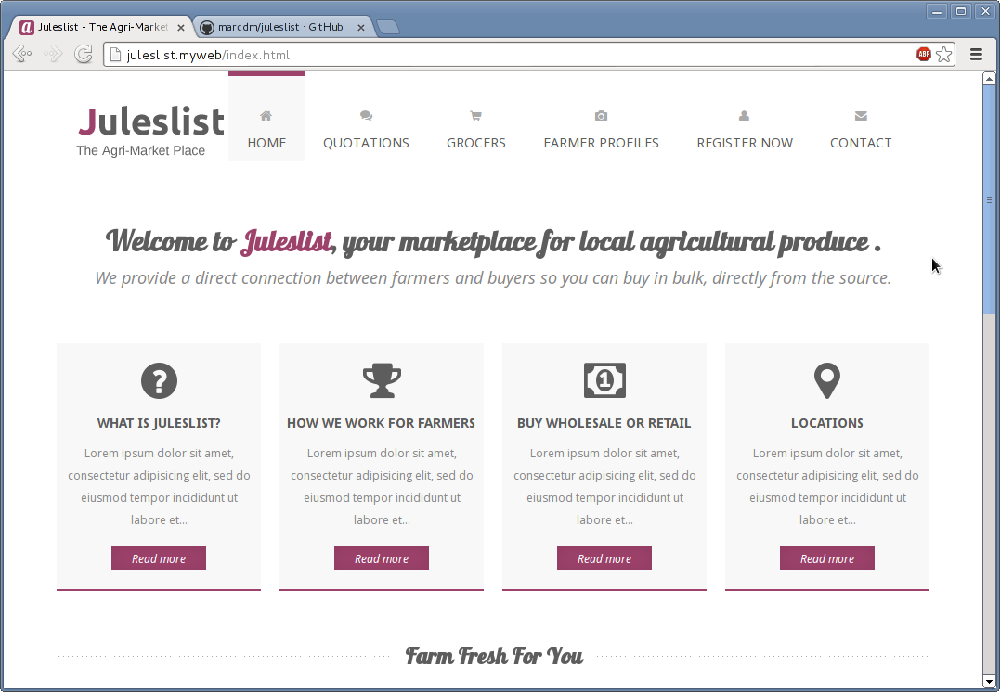 Juleslist - The Agri-Market
marcdm/juleslist · GitHub
juleslist.myweb/index.html
ABP
Juleslist
The Agri-Market Place
HOME
QUOTATIONS
GROCERS
FARMER PROFILES
REGISTER NOW
CONTACT
Welcome to Juleslist, your marketplace for local agricultural produce .
We provide a direct connection between farmers and buyers so you can buy in bulk, directly from the source.
WHAT IS JULESLIST?
Lorem ipsum dolor sit amet,
consectetur adipisicing elit, sed do
eiusmod tempor incididunt ut
labore et...
Read more
HOW WE WORK FOR FARMERS
Lorem ipsum dolor sit amet,
consectetur adipisicing elit, sed do
eiusmod tempor incididunt ut
labore et...
Read more
1
BUY WHOLESALE OR RETAIL
Lorem ipsum dolor sit amet,
consectetur adipisicing elit, sed do
eiusmod tempor incididunt ut
labore et...
Read more
LOCATIONS
Lorem ipsum dolor sit amet,
consectetur adipisicing elit, sed do
eiusmod tempor incididunt ut
labore et...
Read more
Farm Fresh For You